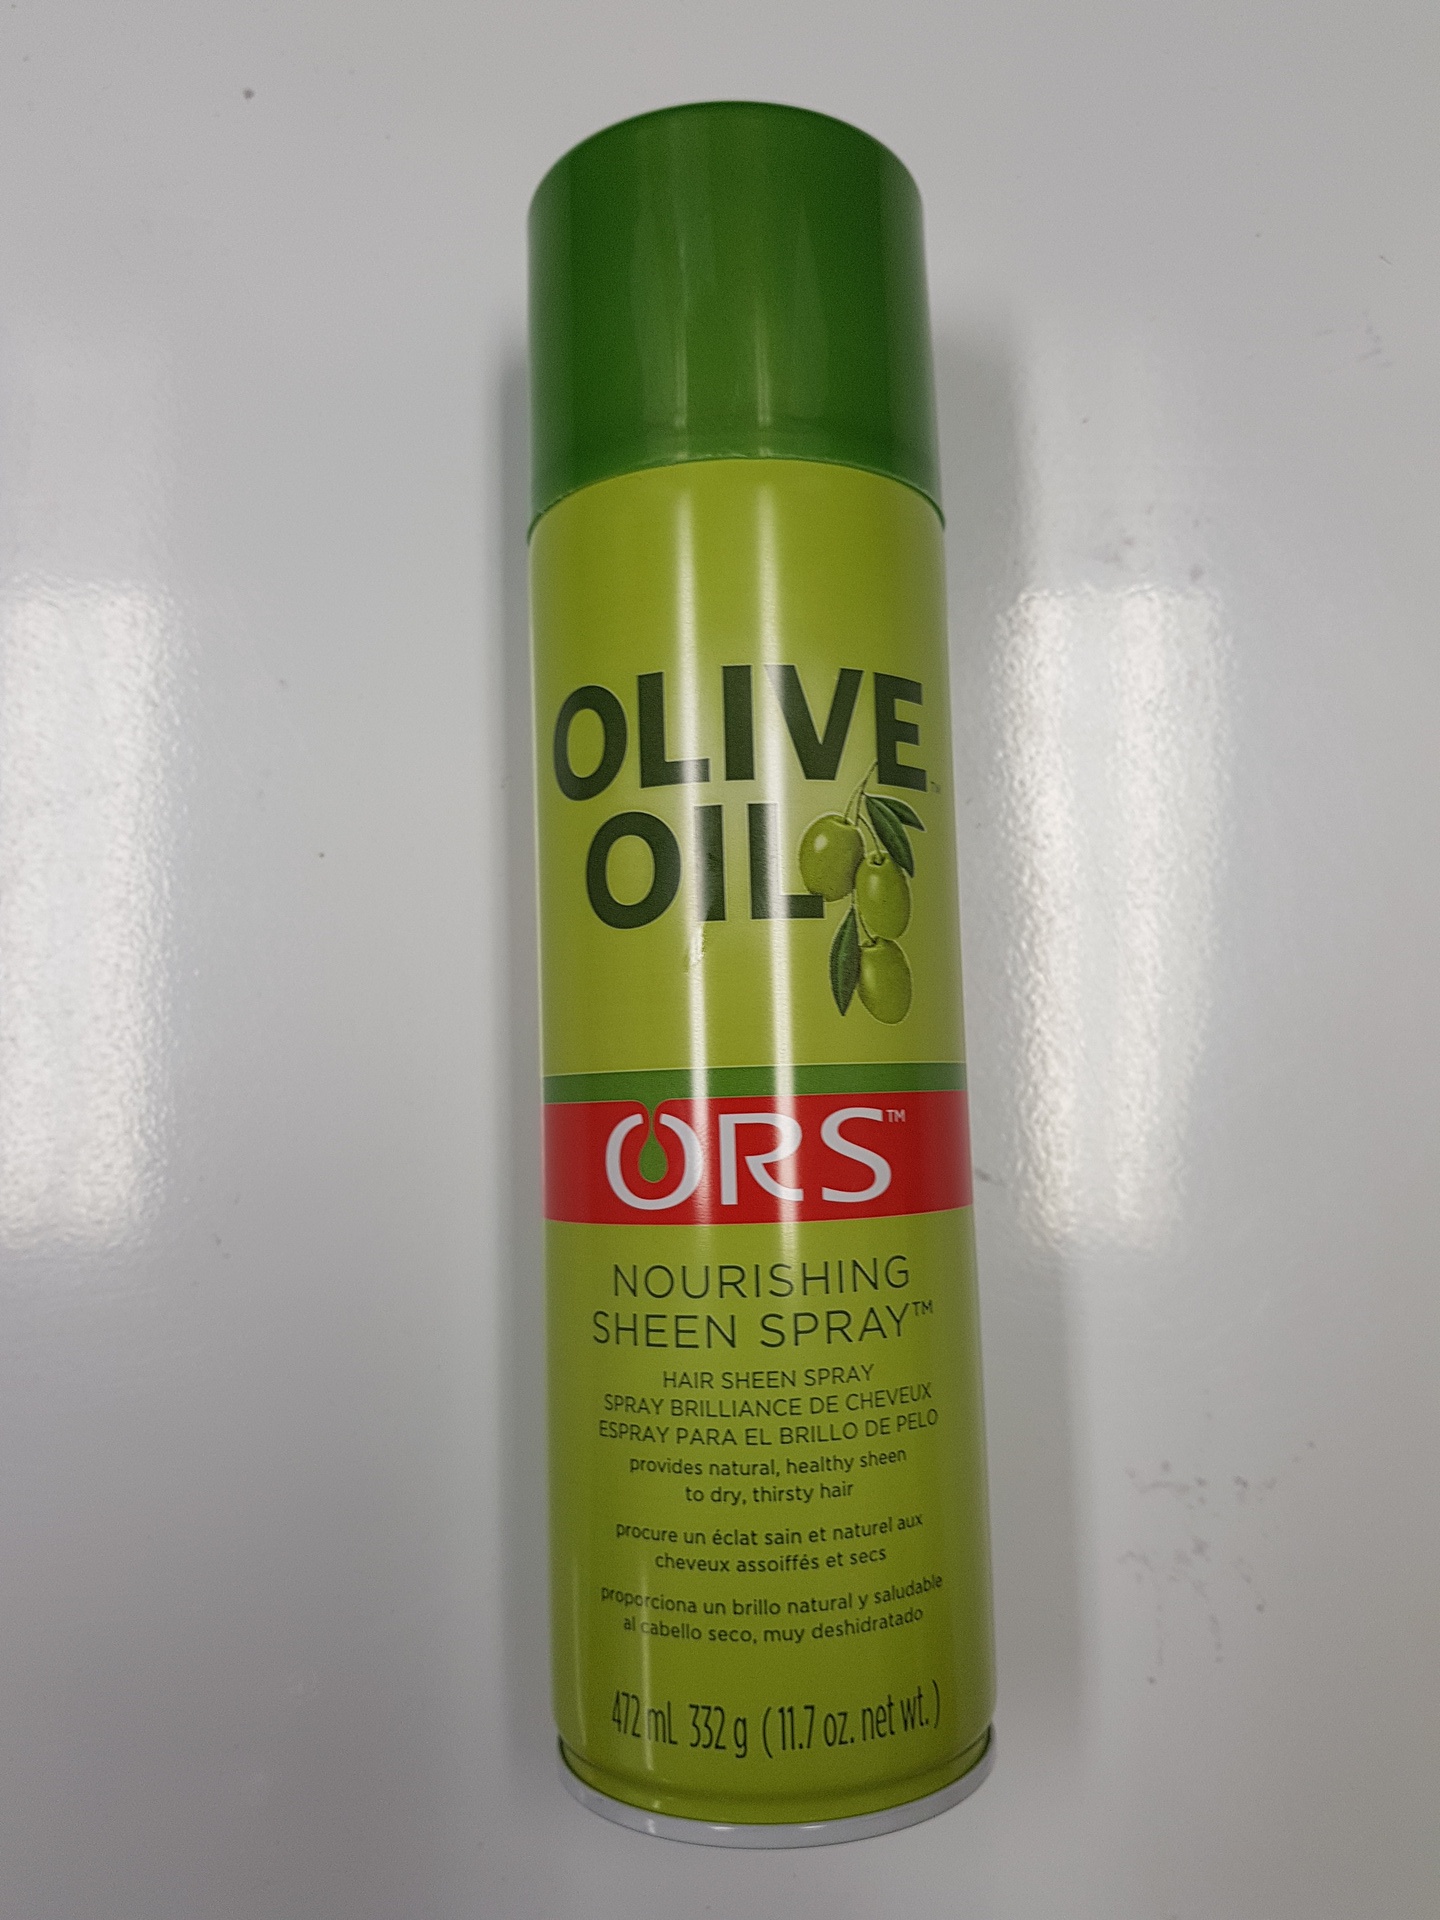 OLIVE™
OIL
ORS™
NOURISHING
SHEEN SPRAY™
HAIR SHEEN SPRAY
SPRAY BRILLIANCE DE CHEVEUX
ESPRAY PARA EL BRILLO DE PELO
provides natural, healthy sheen
to dry, thirsty hair
procure un éclat sain et naturel aux
cheveux assoiffés et secs
proporciona un brillo natural y saludable
al cabello seco, muy deshidratado
472 mL 332 g (11.7 oz. net wt.)